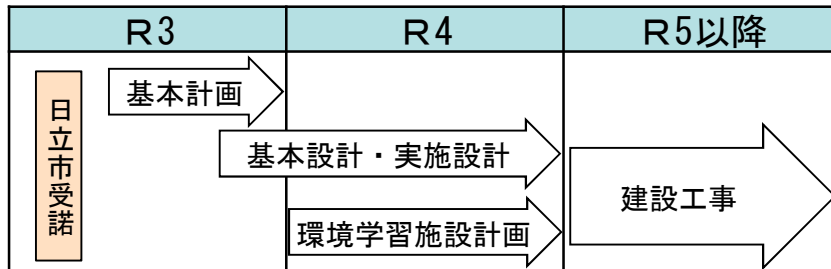 R3
R4
R5以降
日立市受諾
基本計画
基本設計・実施設計
環境学習施設計画
建設工事